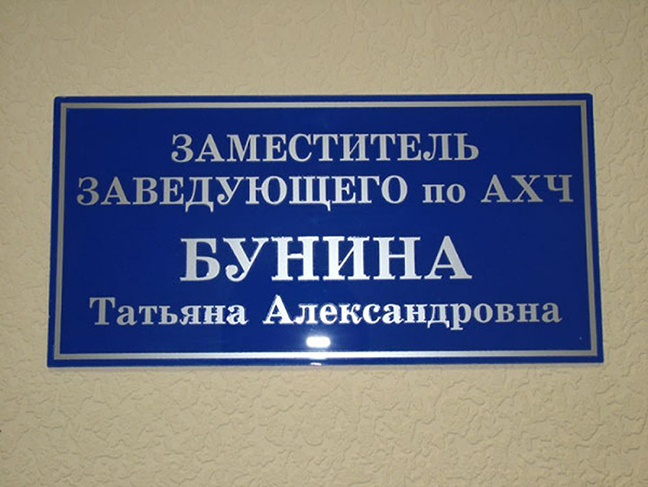 ЗАМЕСТИТЕЛЬ
ЗАВЕДУЮЩЕГО по АХЧ
БУНИНА
Татьяна Александровна